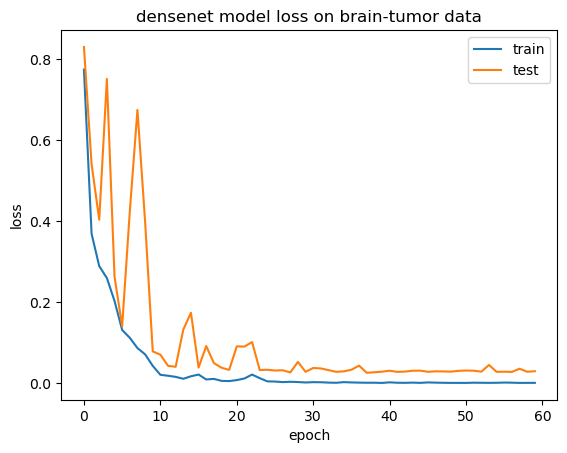 densenet model loss on brain-tumor data
train
test
loss
0.8
0.6
0.4
0.2
0.0
0 10 20 30 40 50 60
epoch